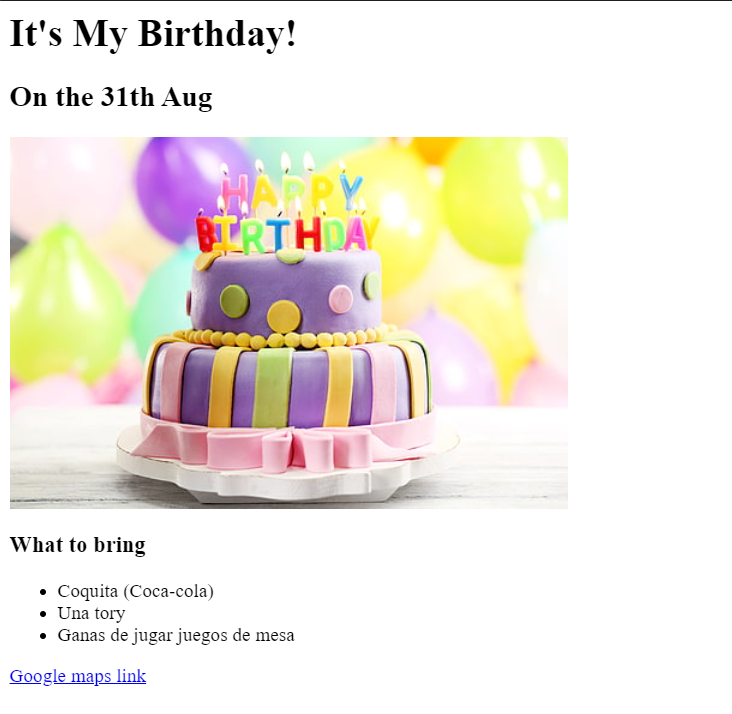 It's My Birthday!
On the 31th Aug
HAPPY
BIRTHDAY
What to bring
Coquita (Coca-cola)
Una tory
Ganas de jugar juegos de mesa
Google maps link